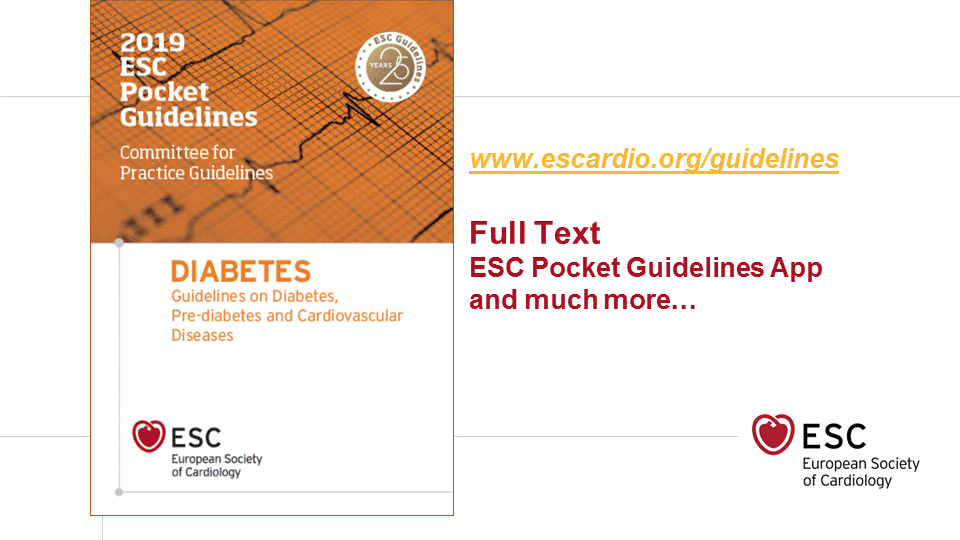 2019
ESC
Pocket
Guidelines
Committee for
Practice Guidelines
ESC Guidelines
YEARS 25
DIABETES
Guidelines on Diabetes,
Pre-diabetes and Cardiovascular
Diseases
ESC
European Society
of Cardiology
www.escardio.org/guidelines
Full Text
ESC Pocket Guidelines App
and much more…
ESC
European Society
of Cardiology